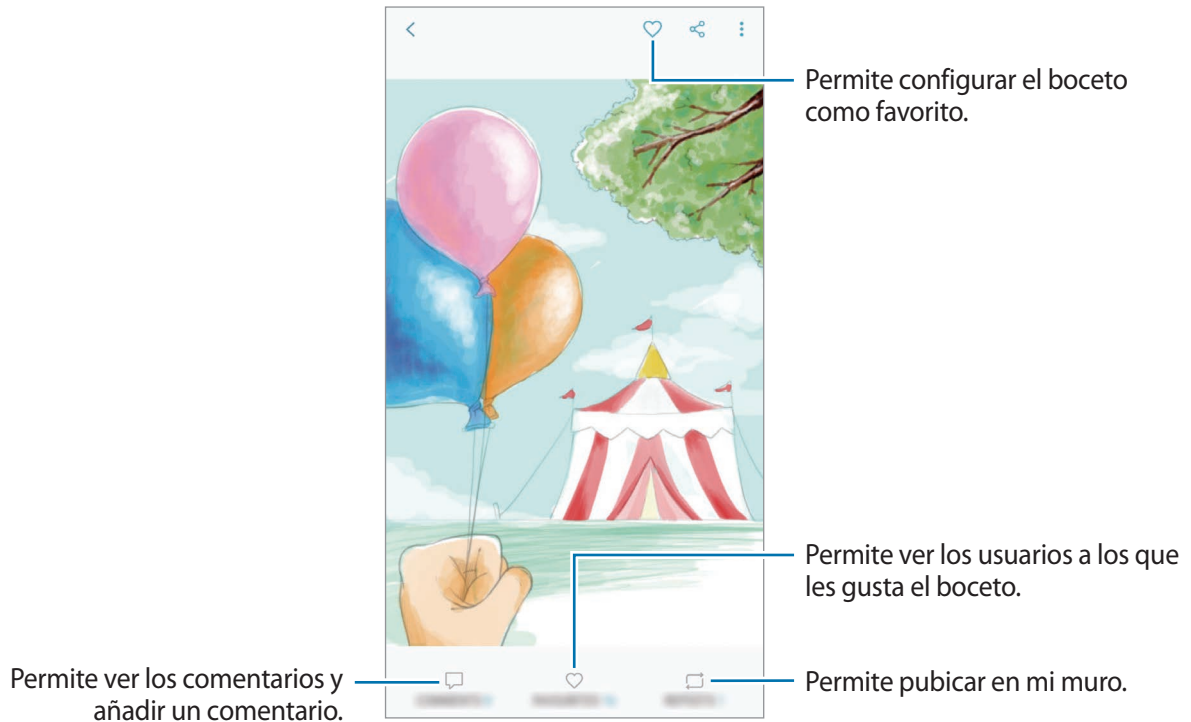 Permite configurar el boceto
como favorito.
Permite ver los usuarios a los que
les gusta el boceto.
Permite ver los comentarios y
añadir un comentario.
Permite pubicar en mi muro.